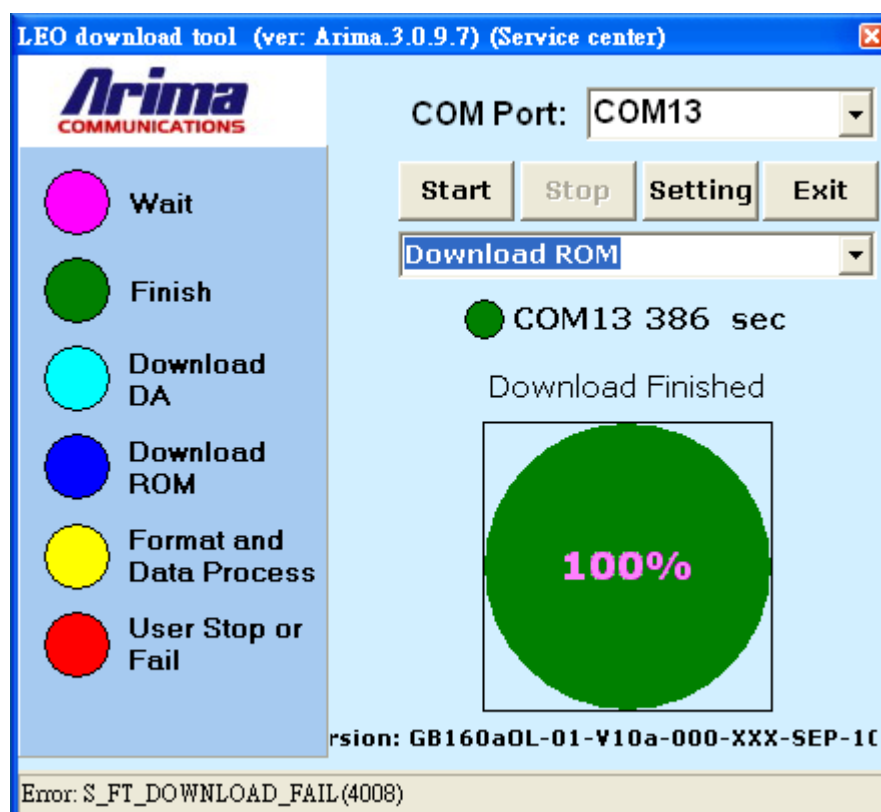 LEO download tool (ver: Arima.3.0.9.7) (Service center)
Arima
COMMUNICATIONS
COM Port: COM13
Start Stop Setting Exit
Download ROM
COM13 386 sec
Download Finished
100%
rsion: GB160aOL-01-V10a-000-XXX-SEP-1
Wait
Finish
Download
DA
Download
ROM
Format and
Data Process
User Stop or
Fail
Error: S_FT_DOWNLOAD_FAIL(4008)